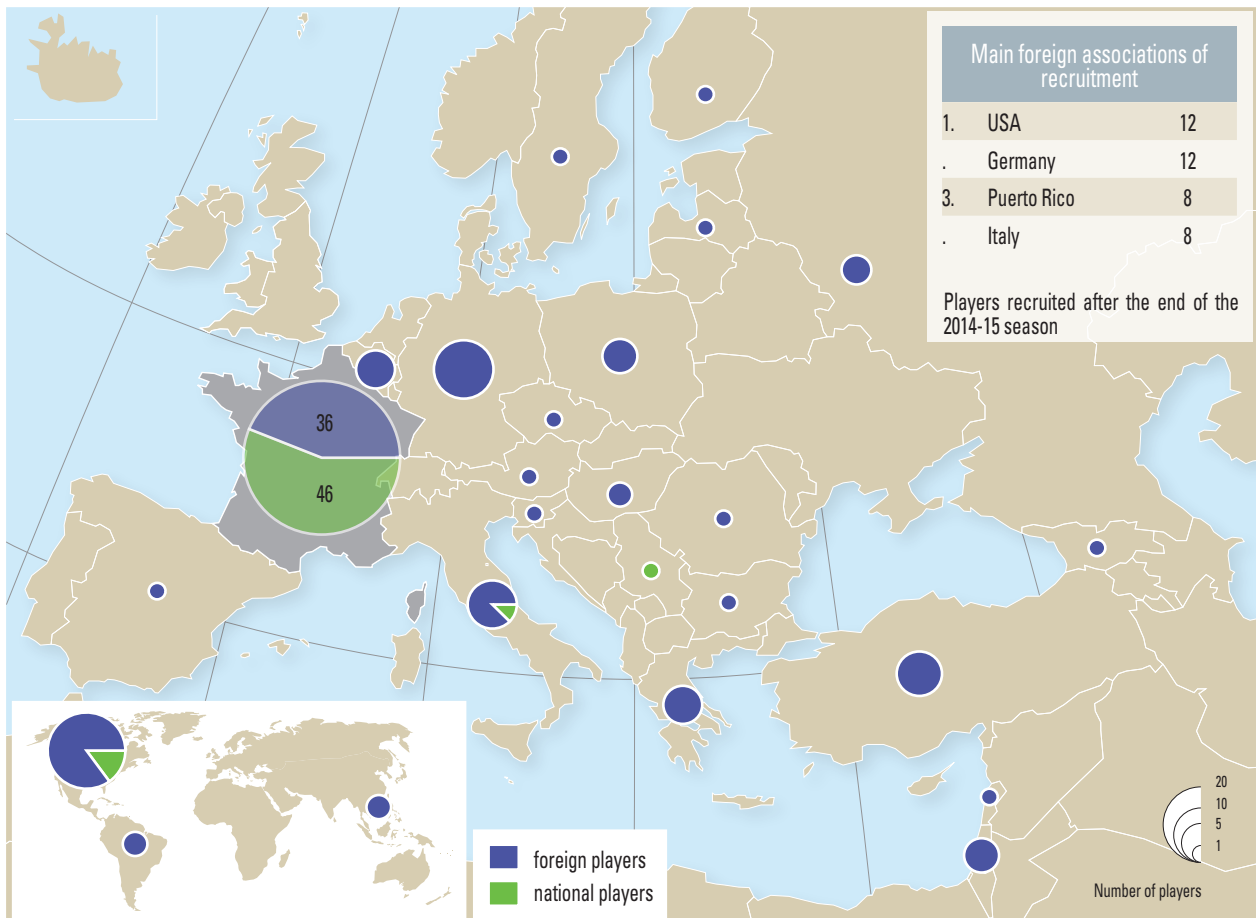 Main foreign associations of
recruitment
1. USA 12
. Germany 12
3. Puerto Rico 8
. Italy 8
Players recruited after the end of the
2014-15 season
36
46
foreign players
national players
20
10
5
1
Number of players